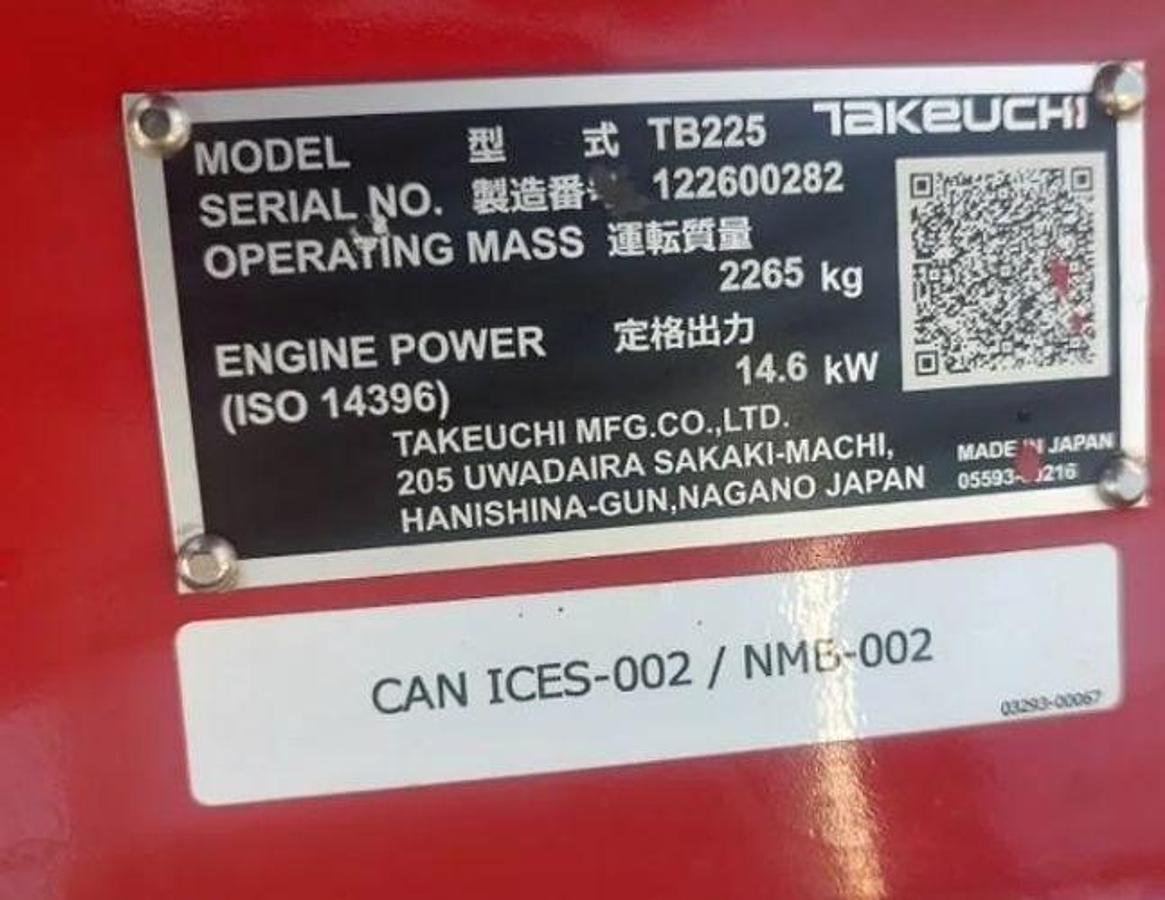 TAKEUCHI
MODEL 型 式 TB225
SERIAL NO. 製造番 122600282
OPERATING MASS 運転質量
2265 kg
ENGINE POWER 定格出力
(ISO 14396) 14.6 kW
TAKEUCHI MFG.CO.,LTD.
205 UWADAIRA SAKAKI-MACHI,
HANISHINA-GUN,NAGANO JAPAN
MADE IN JAPAN
CAN ICES-002 / NMB-002
03293-00067